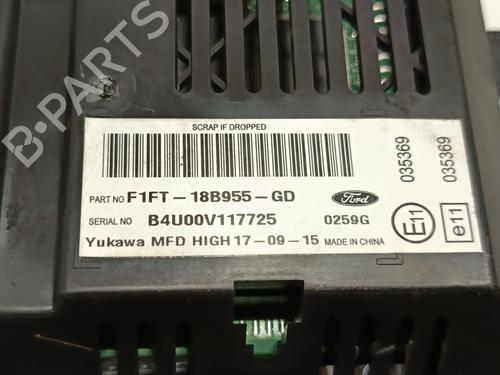 B-PARTS
SCRAP IF DROPPED
PART NO F1FT-18B955-GD Ford
SERIAL NO B4U00V117725 0259G
Yukawa MFD HIGH 17-09-15 MADE IN CHINA
035369
E11
035369
e11